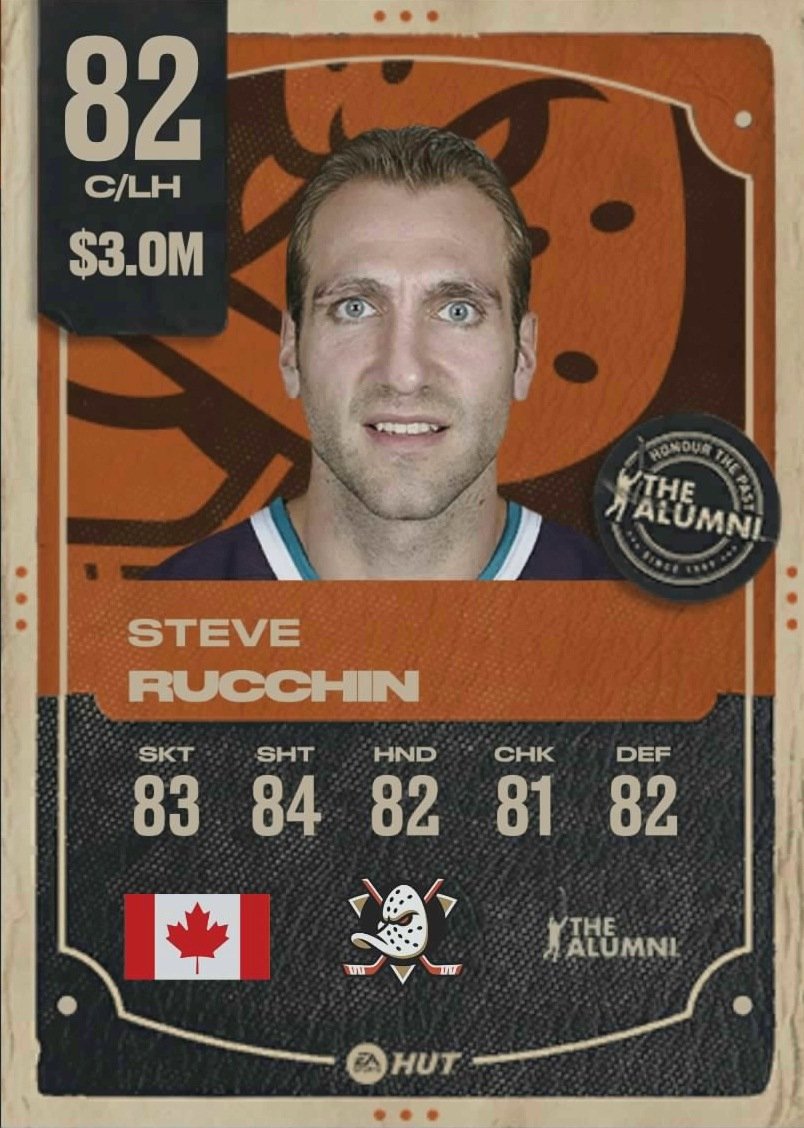 82
C/LH
$3.0M
HONOUR THE PAST
THE
ALUMNI
STEVE
RUCCHIN
SKT SHT HND CHK DEF
83 84 82 81 82
THE
ALUMNI
EA
HUT